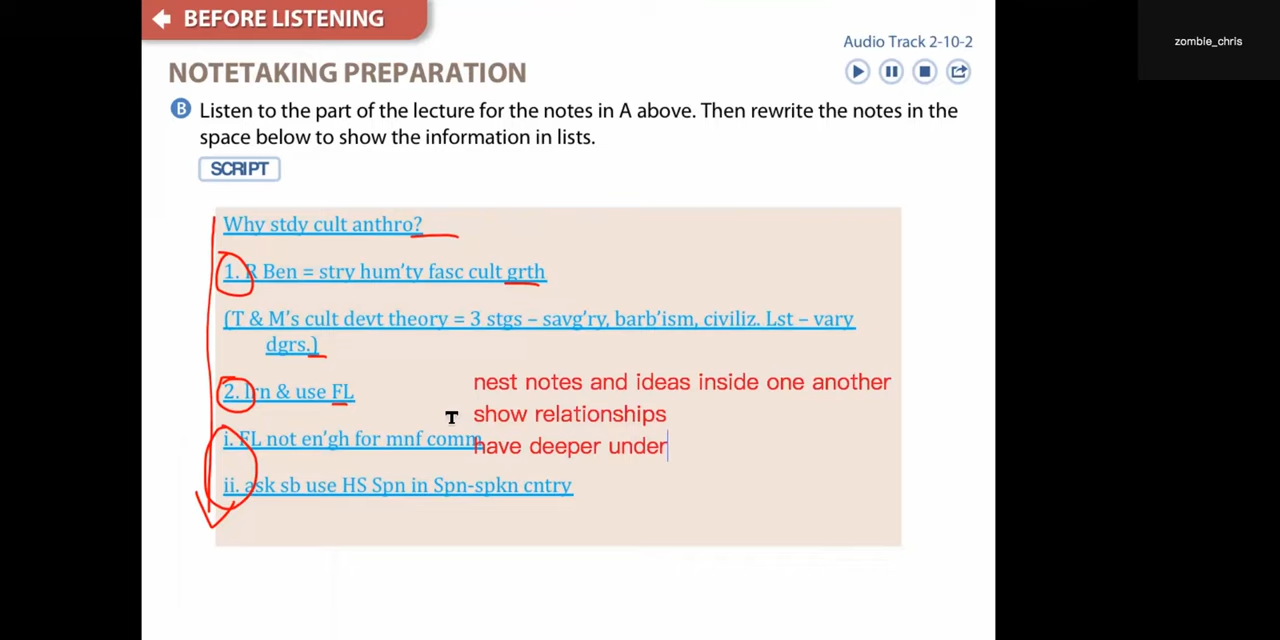 BEFORE LISTENING
zombie_chris
Audio Track 2-10-2
NOTETAKING PREPARATION
B Listen to the part of the lecture for the notes in A above. Then rewrite the notes in the
space below to show the information in lists.
SCRIPT
Why stdy cult anthro?
1. R Ben = stry hum'ty fasc cult grth
(T & M's cult devt theory = 3 stgs – savg'ry, barb'ism, civiliz. Lst – vary
dgrs.)
2. lrn & use FL
i. FL not en'gh for mnf comm
ii. ask sb use HS Spn in Spn-spkn cntry
nest notes and ideas inside one another
show relationships
have deeper under